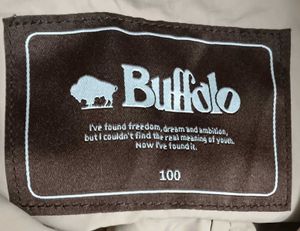 Buffalo
I've found freedom, dream and ambition,
but I couldn't find the real meaning of youth.
Now I've found it.
100